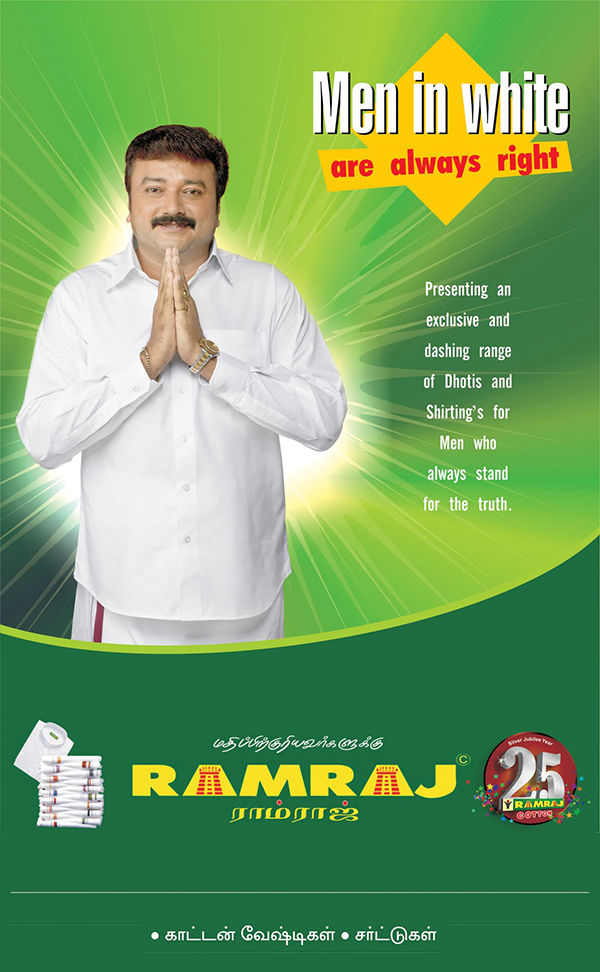 Men in white
are always right
Presenting an
exclusive and
dashing range
of Dhotis and
Shirting's for
Men who
always stand
for the truth.
மதிப்பிற்குரியவர்களுக்கு
RAMRAJ ©
ராம்ராஜ்
Silver Jubilee Year
25
RAMRAJ
COTTON
• காட்டன் வேஷ்டிகள் • சர்ட்டுகள்